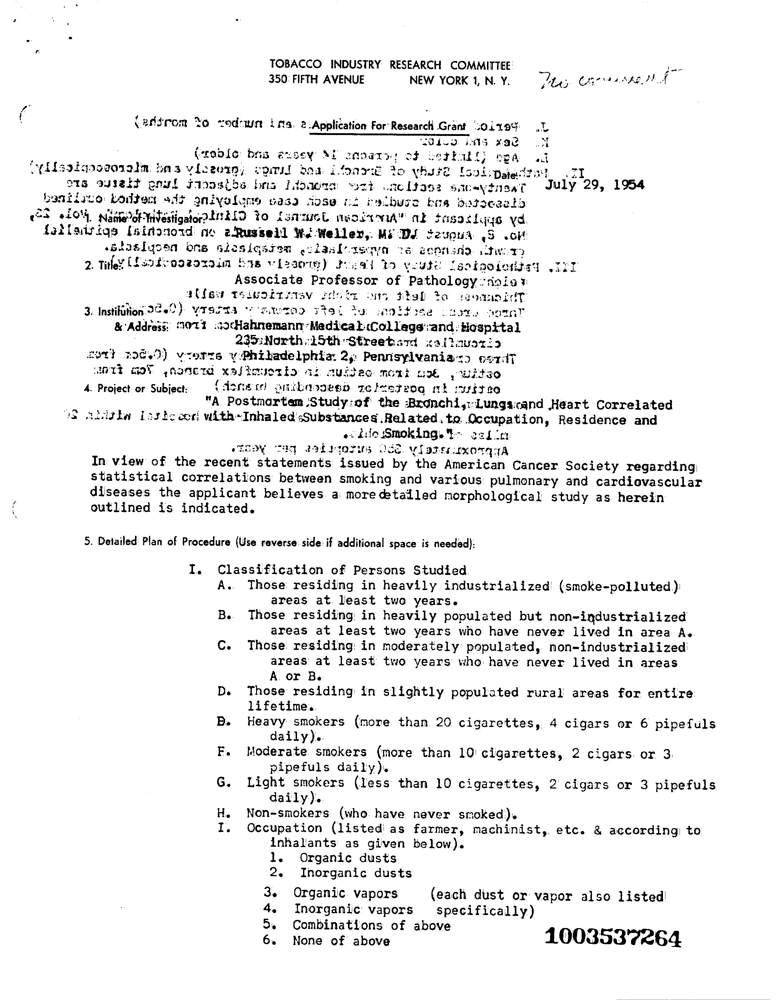 TOBACCO INDUSTRY RESEARCH COMMITTEE
350 FIFTH AVENUE NEW YORK 1, N. Y.
No comment
Application For Research Grant
Date:
July 29, 1954
1. Name of Investigator:
Russell W. Weller, M. D.
2. Title:
Associate Professor of Pathology
3. Institution
& Address:
Hahnemann Medical College and Hospital
235 North 15th Street
Philadelphia 2, Pennsylvania
4. Project or Subject:
"A Postmortem Study of the Bronchi, Lungs and Heart Correlated
with Inhaled Substances Related to Occupation, Residence and
Smoking."
In view of the recent statements issued by the American Cancer Society regarding
statistical correlations between smoking and various pulmonary and cardiovascular
diseases the applicant believes a more detailed morphological study as herein
outlined is indicated.
5. Detailed Plan of Procedure (Use reverse side if additional space is needed):
I. Classification of Persons Studied
A. Those residing in heavily industrialized (smoke-polluted)
areas at least two years.
B. Those residing in heavily populated but non-industrialized
areas at least two years who have never lived in area A.
C. Those residing in moderately populated, non-industrialized
areas at least two years who have never lived in areas
A or B.
D. Those residing in slightly populated rural areas for entire
lifetime.
B. Heavy smokers (more than 20 cigarettes, 4 cigars or 6 pipefuls
daily).
F. Moderate smokers (more than 10 cigarettes, 2 cigars or 3
pipefuls daily).
G. Light smokers (less than 10 cigarettes, 2 cigars or 3 pipefuls
daily).
H. Non-smokers (who have never smoked).
I. Occupation (listed as farmer, machinist, etc. & according to
inhalants as given below).
1. Organic dusts
2. Inorganic dusts
3. Organic vapors (each dust or vapor also listed
4. Inorganic vapors specifically)
5. Combinations of above
6. None of above
1003537264